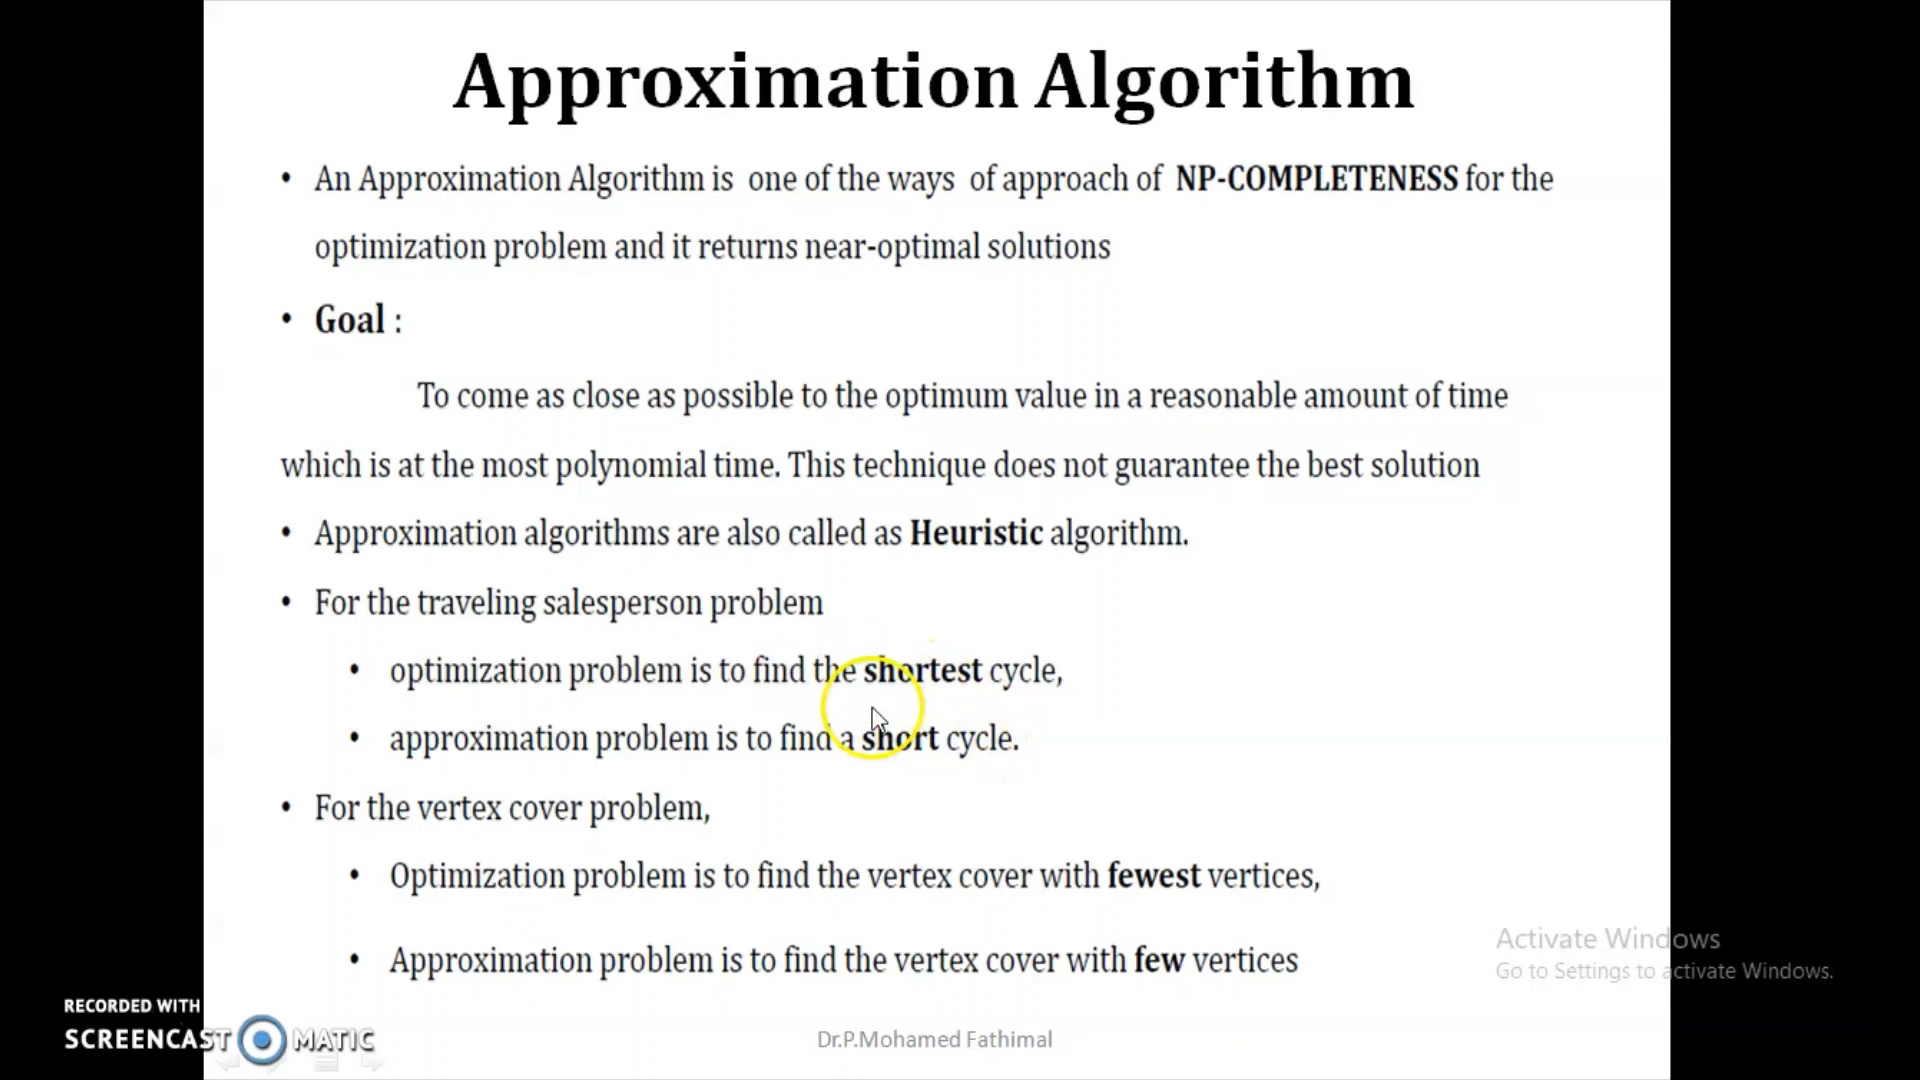 Approximation Algorithm
• An Approximation Algorithm is one of the ways of approach of NP-COMPLETENESS for the
optimization problem and it returns near-optimal solutions
• Goal :
To come as close as possible to the optimum value in a reasonable amount of time
which is at the most polynomial time. This technique does not guarantee the best solution
• Approximation algorithms are also called as Heuristic algorithm.
• For the traveling salesperson problem
• optimization problem is to find the shortest cycle,
• approximation problem is to find a short cycle.
• For the vertex cover problem,
• Optimization problem is to find the vertex cover with fewest vertices,
• Approximation problem is to find the vertex cover with few vertices
Activate Windows
Go to Settings to activate Windows.
RECORDED WITH
SCREENCAST MATIC
Dr.P.Mohamed Fathimal